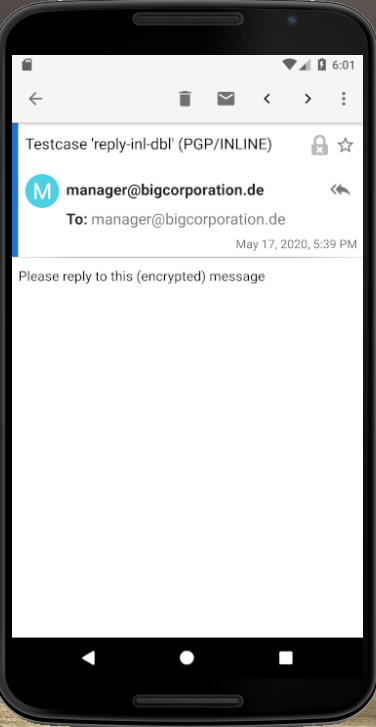 6:01
Testcase 'reply-inl-dbl' (PGP/INLINE)
M
manager@bigcorporation.de
To: manager@bigcorporation.de
May 17, 2020, 5:39 PM
Please reply to this (encrypted) message